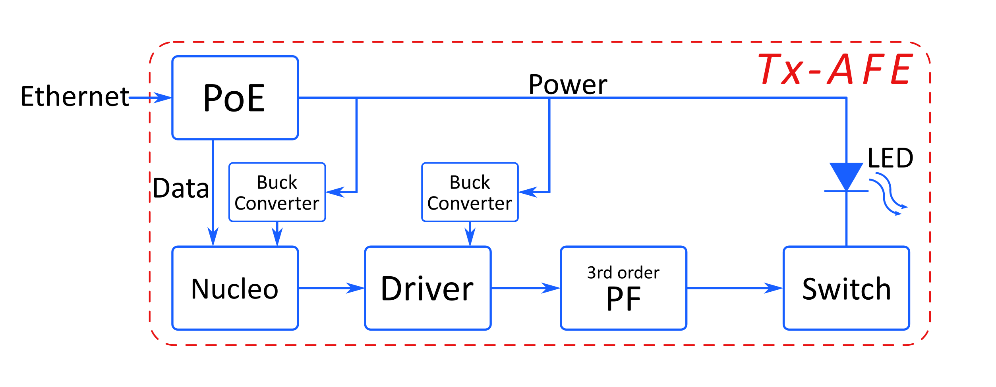 Tx-AFE
Ethernet
PoE
Power
LED
Data
Buck
Converter
Buck
Converter
Nucleo
Driver
3rd order
PF
Switch